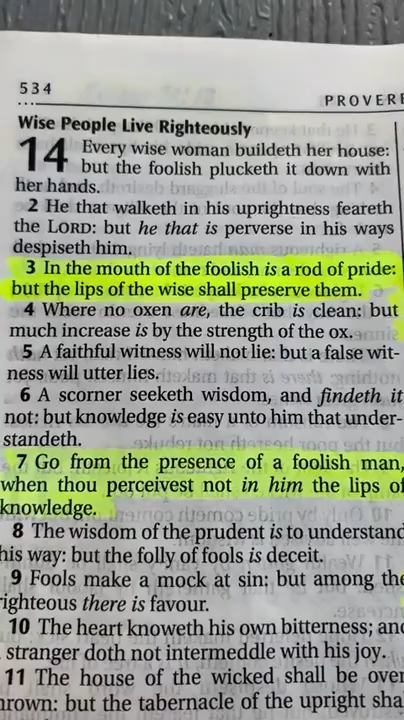 534
PROVER
Wise People Live Righteously
14 Every wise woman buildeth her house:
but the foolish plucketh it down with
her hands.
2 He that walketh in his uprightness feareth
the LORD: but he that is perverse in his ways
despiseth him.
3 In the mouth of the foolish is a rod of pride:
but the lips of the wise shall preserve them.
4 Where no oxen are, the crib is clean: but
much increase is by the strength of the ox.
5 A faithful witness will not lie: but a false wit-
ness will utter lies.
6 A scorner seeketh wisdom, and findeth it
not: but knowledge is easy unto him that under-
standeth.
7 Go from the presence of a foolish man,
when thou perceivest not in him the lips of
knowledge.
8 The wisdom of the prudent is to understand
his way: but the folly of fools is deceit.
9 Fools make a mock at sin: but among the
righteous there is favour.
10 The heart knoweth his own bitterness; and
stranger doth not intermeddle with his joy.
11 The house of the wicked shall be over
hrown: but the tabernacle of the upright sha